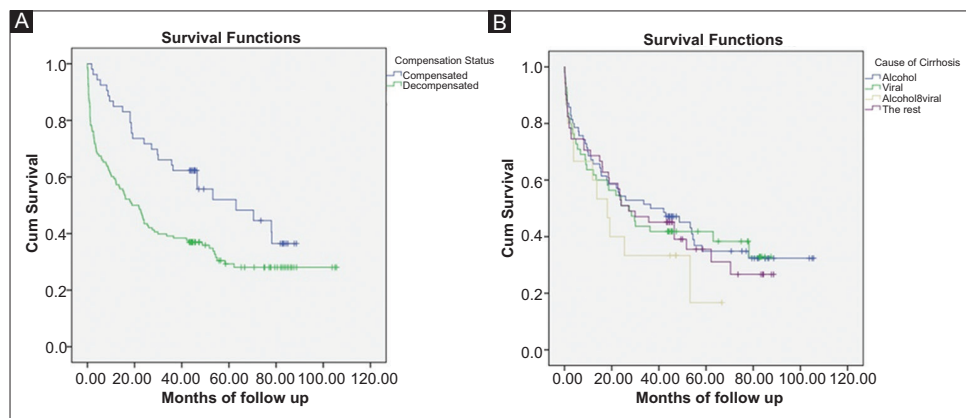 A
Survival Functions
Cum Survival
1.0
0.8
0.6
0.4
0.2
0.0
0.00 20.00 40.00 60.00 80.00 100.00 120.00
Months of follow up
Compensation Status
Compensated
Decompensated
B
Survival Functions
Cum Survival
1.0
0.8
0.6
0.4
0.2
0.0
0.00 20.00 40.00 60.00 80.00 100.00 120.00
Months of follow up
Cause of Cirrhosis
Alcohol
Viral
Alcohol8viral
The rest